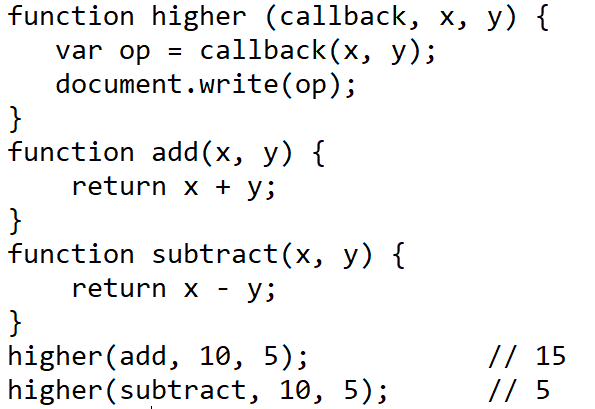 function higher (callback, x, y) {
   var op = callback(x, y);
   document.write(op);
}
function add(x, y) {
    return x + y;
}
function subtract(x, y) {
    return x - y;
}
higher(add, 10, 5);           // 15
higher(subtract, 10, 5);      // 5